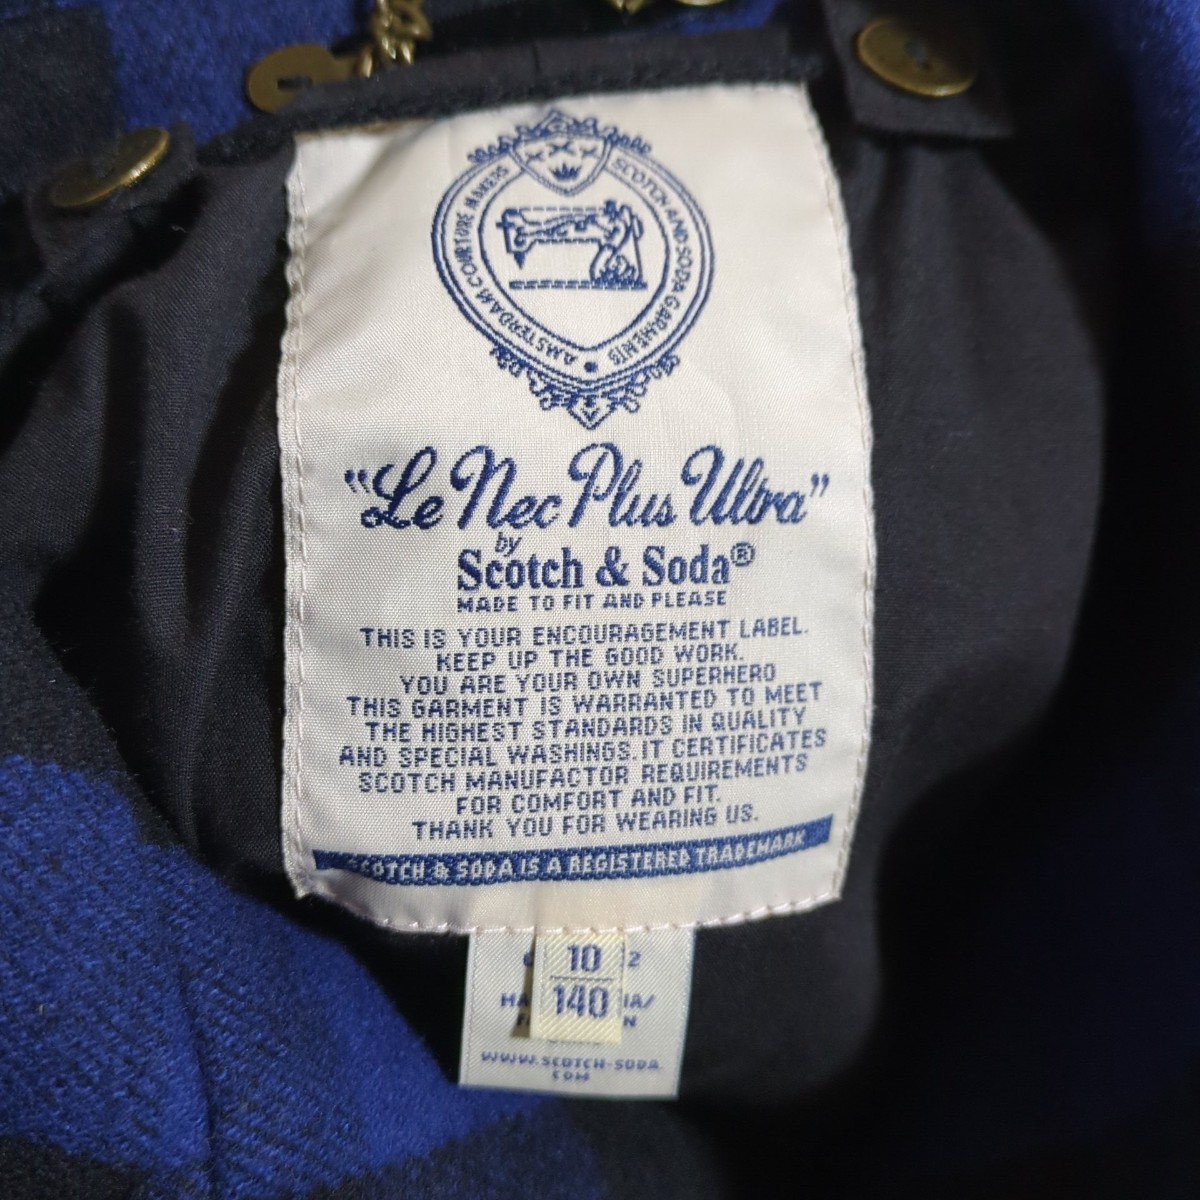 AMSTERDAM COURTURE MAKERS
SCOTCH AND SODA GARMENTS
"Le Nec Plus Ultra"
by
Scotch & Soda®
MADE TO FIT AND PLEASE
THIS IS YOUR ENCOURAGEMENT LABEL.
KEEP UP THE GOOD WORK.
YOU ARE YOUR OWN SUPERHERO
THIS GARMENT IS WARRANTED TO MEET
THE HIGHEST STANDARDS IN QUALITY
AND SPECIAL WASHINGS. IT CERTIFICATES
SCOTCH MANUFACTOR REQUIREMENTS
FOR COMFORT AND FIT.
THANK YOU FOR WEARING US.
SCOTCH & SODA IS A REGISTERED TRADEMARK
10
140
WWW.SCOTCH-SODA.
COM